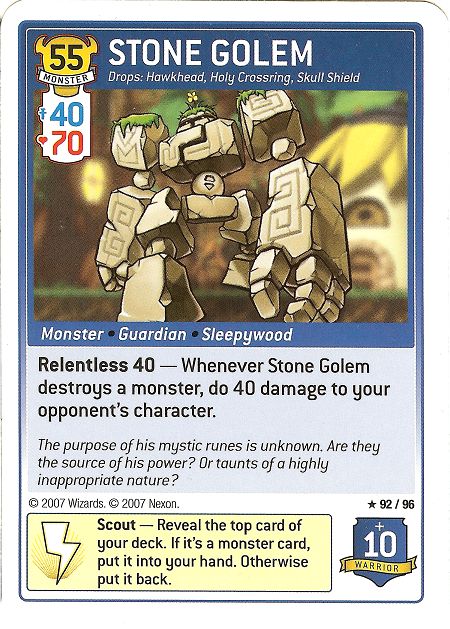 55
STONE GOLEM
MONSTER
Drops: Hawkhead, Holy Crossring, Skull Shield
40
70
Monster • Guardian • Sleepywood
Relentless 40 — Whenever Stone Golem
destroys a monster, do 40 damage to your
opponent's character.
The purpose of his mystic runes is unknown. Are they
the source of his power? Or taunts of a highly
inappropriate nature?
© 2007 Wizards. © 2007 Nexon.
★ 92 / 96
Scout — Reveal the top card of
your deck. If it's a monster card,
put it into your hand. Otherwise
put it back.
+
10
WARRIOR